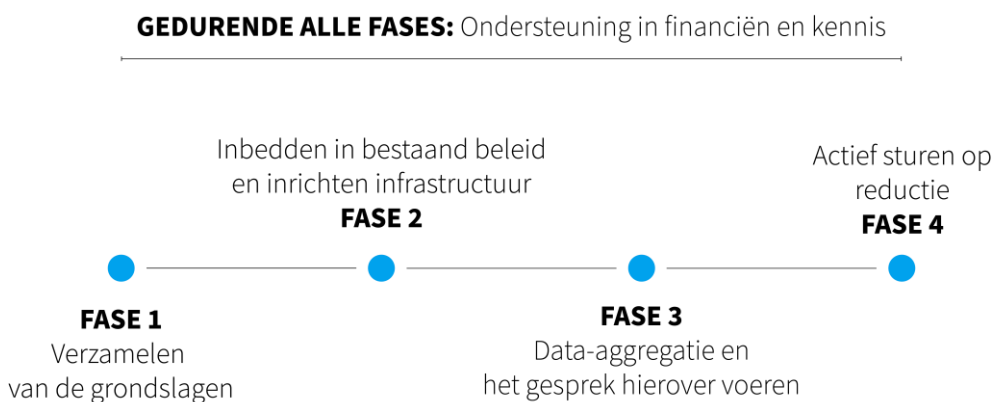 GEDURENDE ALLE FASES: Ondersteuning in financiën en kennis
FASE 1
Verzamelen
van de grondslagen
Inbedden in bestaand beleid
en inrichten infrastructuur
FASE 2
FASE 3
Data-aggregatie en
het gesprek hierover voeren
Actief sturen op
reductie
FASE 4